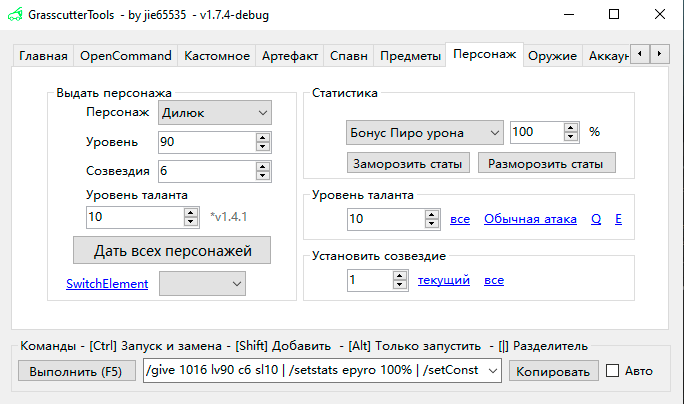 GrasscutterTools - by jie65535 - v1.7.4-debug
Главная OpenCommand Кастомное Артефакт Спавн Предметы Персонаж Оружие Аккаун
Выдать персонажа
Персонаж Дилюк
Уровень 90
Созвездия 6
Уровень таланта
10 *v1.4.1
Дать всех персонажей
SwitchElement
Статистика
Бонус Пиро урона 100 %
Заморозить статы Разморозить статы
Уровень таланта
10 все Обычная атака Q E
Установить созвездие
1 текущий все
Команды - [Ctrl] Запуск и замена - [Shift] Добавить - [Alt] Только запустить - [|] Разделитель
Выполнить (F5) /give 1016 lv90 c6 sl10 | /setstats epyro 100% | /setConst Копировать Авто